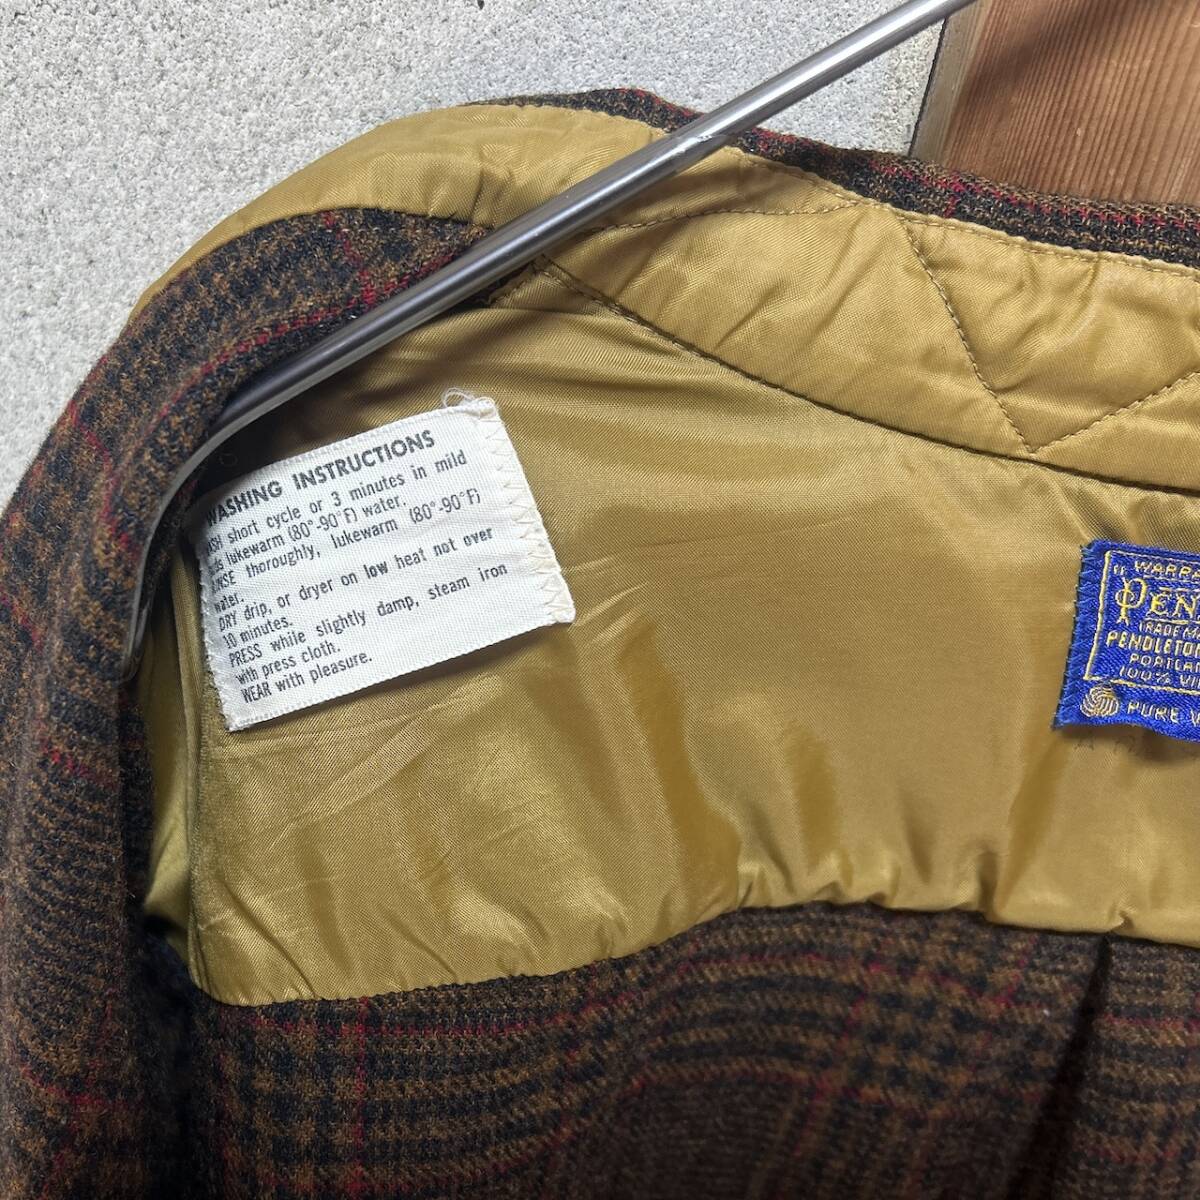 WASHING INSTRUCTIONS
short cycle or 3 minutes in mild
lukewarm (80°-90°F) water.
thoroughly, lukewarm (80°-90°F)
water.
DRY drip, or dryer on low heat not over
10 minutes.
PRESS while slightly damp, steam iron
with press cloth.
WEAR with pleasure.
"WARRA
PEN
TRADE MA
PENDLETON
PORTLAN
100% VI
PURE